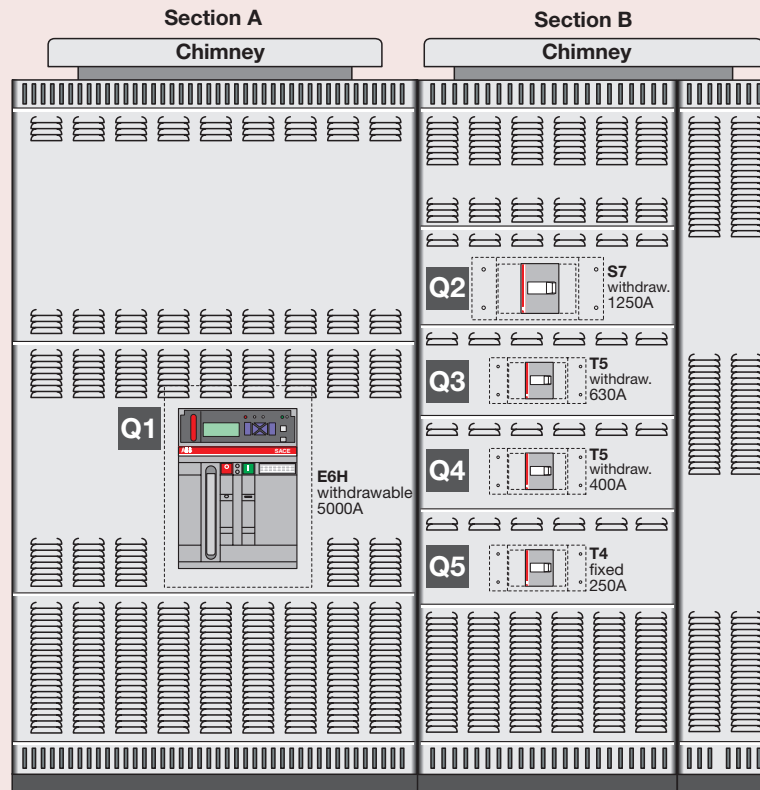 Section A
Section B
Chimney
Chimney
Q1
ABB
SACE
E6H
withdrawable
5000A
Q2
S7
withdraw.
1250A
Q3
T5
withdraw.
630A
Q4
T5
withdraw.
400A
Q5
T4
fixed
250A